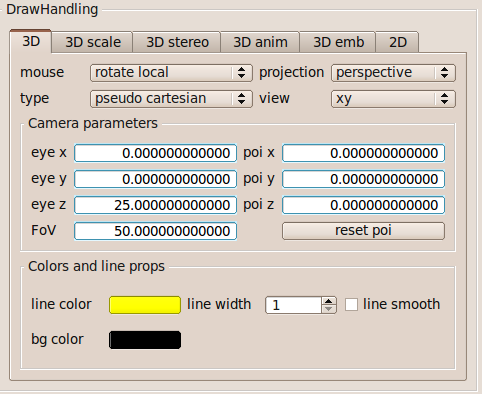 DrawHandling
3D 3D scale 3D stereo 3D anim 3D emb 2D
mouse rotate local projection perspective
type pseudo cartesian view xy
Camera parameters
eye x 0.000000000000 poi x 0.000000000000
eye y 0.000000000000 poi y 0.000000000000
eye z 25.000000000000 poi z 0.000000000000
FoV 50.000000000000 reset poi
Colors and line props
line color line width 1 line smooth
bg color